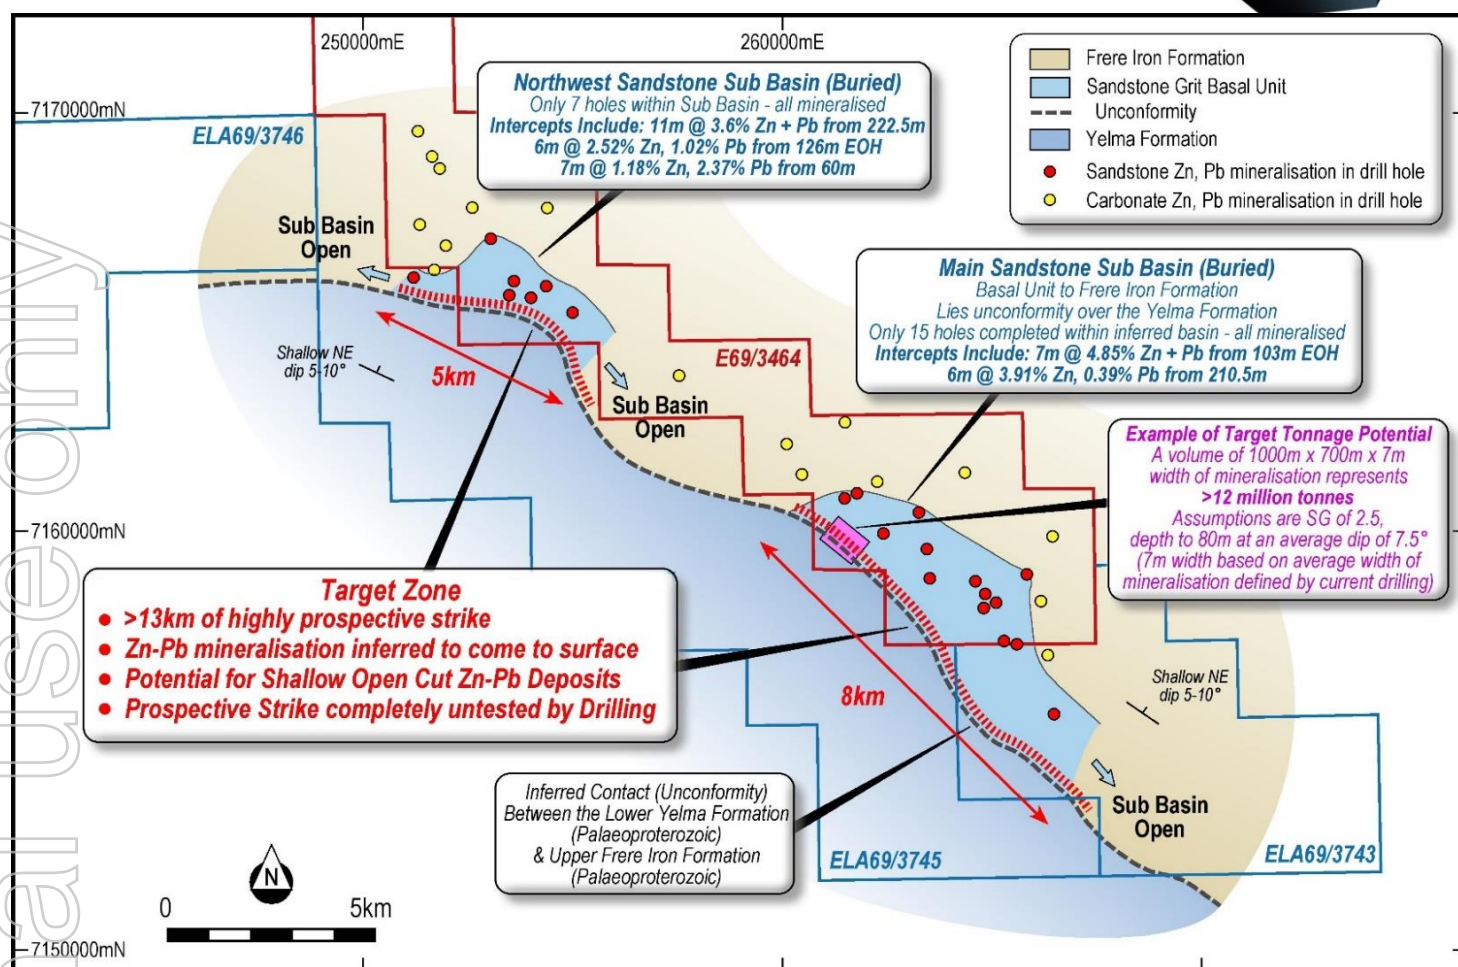 250000mE
260000mE
7170000mN
7160000mN
7150000mN
ELA69/3746
Northwest Sandstone Sub Basin (Buried)
Only 7 holes within Sub Basin - all mineralised
Intercepts Include: 11m @ 3.6% Zn + Pb from 222.5m
6m @ 2.52% Zn, 1.02% Pb from 126m EOH
7m @ 1.18% Zn, 2.37% Pb from 60m
Frere Iron Formation
Sandstone Grit Basal Unit
Unconformity
Yelma Formation
Sandstone Zn, Pb mineralisation in drill hole
Carbonate Zn, Pb mineralisation in drill hole
Sub Basin
Open
Main Sandstone Sub Basin (Buried)
Basal Unit to Frere Iron Formation
Lies unconformity over the Yelma Formation
Only 15 holes completed within inferred basin - all mineralised
Intercepts Include: 7m @ 4.85% Zn + Pb from 103m EOH
6m @ 3.91% Zn, 0.39% Pb from 210.5m
Shallow NE
dip 5-10°
5km
E69/3464
Sub Basin
Open
Example of Target Tonnage Potential
A volume of 1000m x 700m x 7m
width of mineralisation represents
>12 million tonnes
Assumptions are SG of 2.5,
depth to 80m at an average dip of 7.5°
(7m width based on average width of
mineralisation defined by current drilling)
Target Zone
>13km of highly prospective strike
Zn-Pb mineralisation inferred to come to surface
Potential for Shallow Open Cut Zn-Pb Deposits
Prospective Strike completely untested by Drilling
8km
Shallow NE
dip 5-10°
Inferred Contact (Unconformity)
Between the Lower Yelma Formation
(Palaeoproterozoic)
& Upper Frere Iron Formation
(Palaeoproterozoic)
Sub Basin
Open
ELA69/3745
ELA69/3743
N
0 5km
nal use only